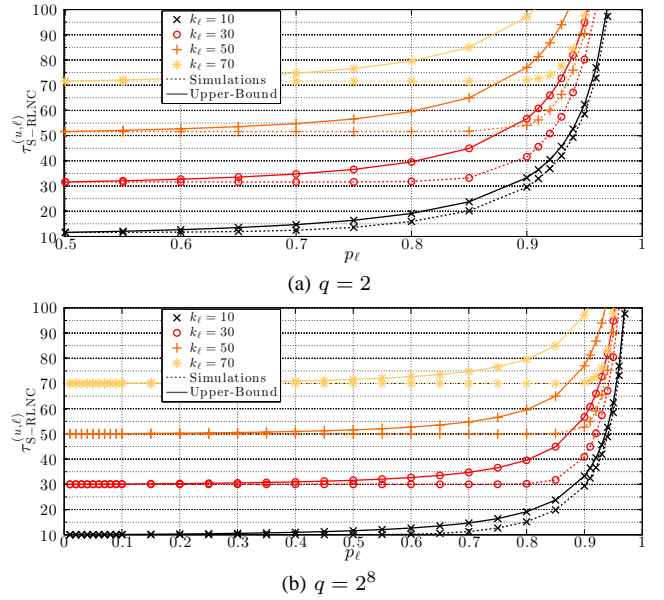 100
90
80
70
60
50
40
30
20
10
τ_{S−RLNC}^{(u,ℓ)}
k_ℓ = 10
k_ℓ = 30
k_ℓ = 50
k_ℓ = 70
Simulations
Upper-Bound
0.5 0.6 0.7 0.8 0.9 1
p_ℓ
(a) q = 2
100
90
80
70
60
50
40
30
20
10
τ_{S−RLNC}^{(u,ℓ)}
k_ℓ = 10
k_ℓ = 30
k_ℓ = 50
k_ℓ = 70
Simulations
Upper-Bound
0 0.1 0.2 0.3 0.4 0.5 0.6 0.7 0.8 0.9 1
p_ℓ
(b) q = 2^8